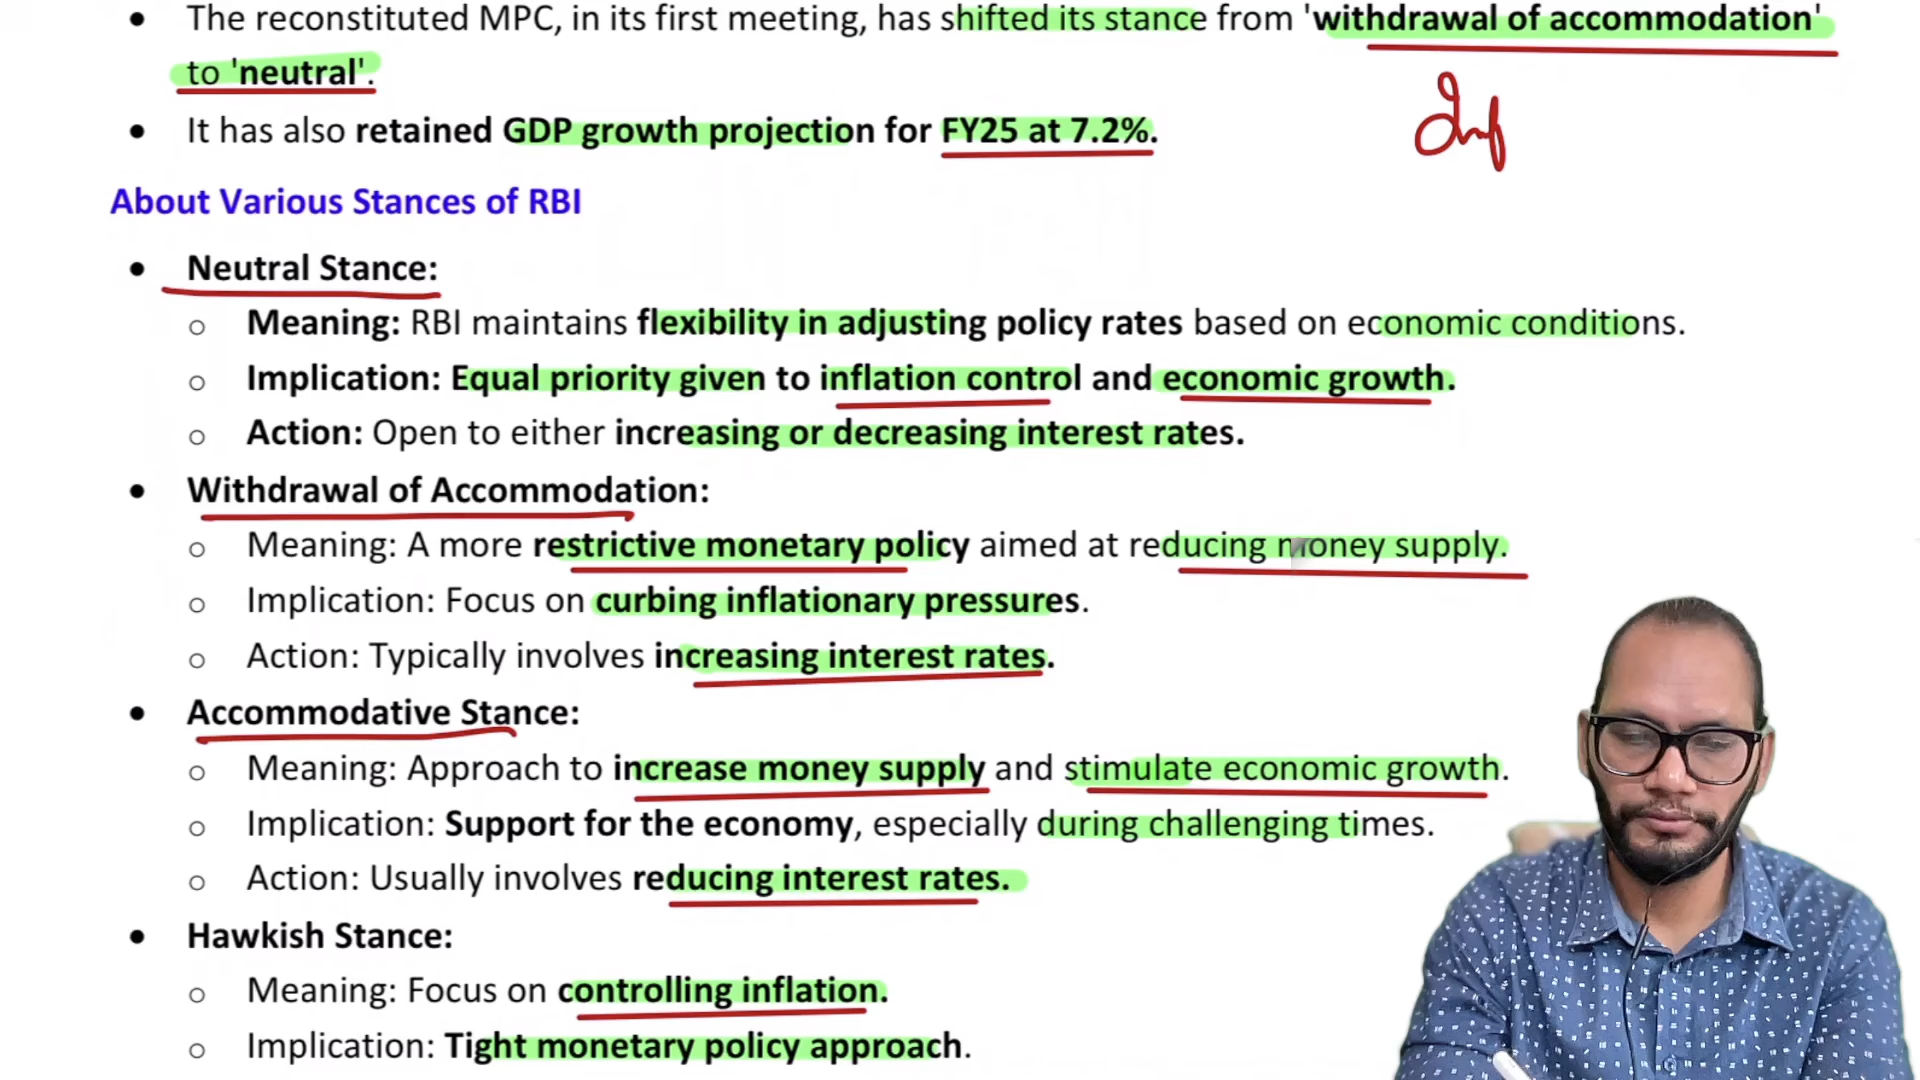 • The reconstituted MPC, in its first meeting, has shifted its stance from 'withdrawal of accommodation'
to 'neutral'.
• It has also retained GDP growth projection for FY25 at 7.2%.
Inf
About Various Stances of RBI
• Neutral Stance:
o Meaning: RBI maintains flexibility in adjusting policy rates based on economic conditions.
o Implication: Equal priority given to inflation control and economic growth.
o Action: Open to either increasing or decreasing interest rates.
• Withdrawal of Accommodation:
o Meaning: A more restrictive monetary policy aimed at reducing money supply.
o Implication: Focus on curbing inflationary pressures.
o Action: Typically involves increasing interest rates.
• Accommodative Stance:
o Meaning: Approach to increase money supply and stimulate economic growth.
o Implication: Support for the economy, especially during challenging times.
o Action: Usually involves reducing interest rates.
• Hawkish Stance:
o Meaning: Focus on controlling inflation.
o Implication: Tight monetary policy approach.